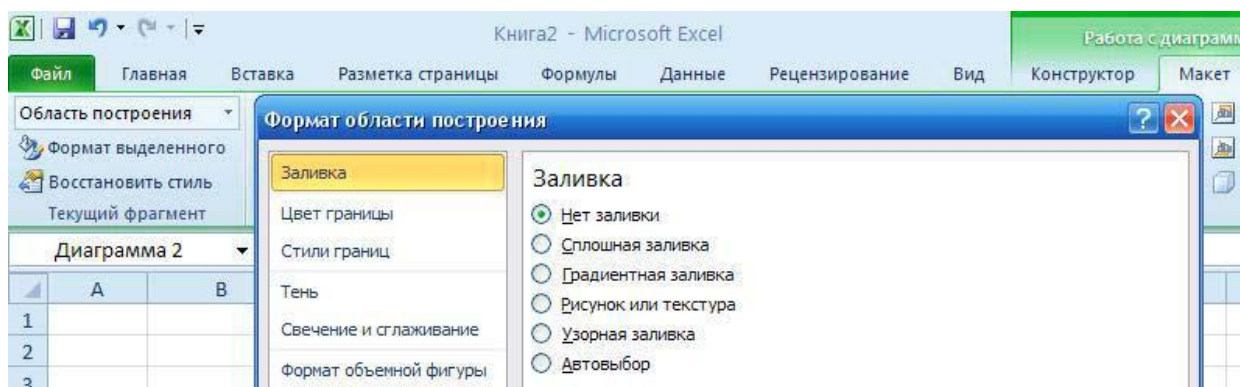 Книга2 - Microsoft Excel
Работа с диаграмм
Файл Главная Вставка Разметка страницы Формулы Данные Рецензирование Вид Конструктор Макет
Область построения
Формат выделенного
Восстановить стиль
Текущий фрагмент
Диаграмма 2
A B
1
2
3
Формат области построения
Заливка
Цвет границы
Стили границ
Тень
Свечение и сглаживание
Формат объемной фигуры
Заливка
Нет заливки
Сплошная заливка
Градиентная заливка
Рисунок или текстура
Узорная заливка
Автовыбор